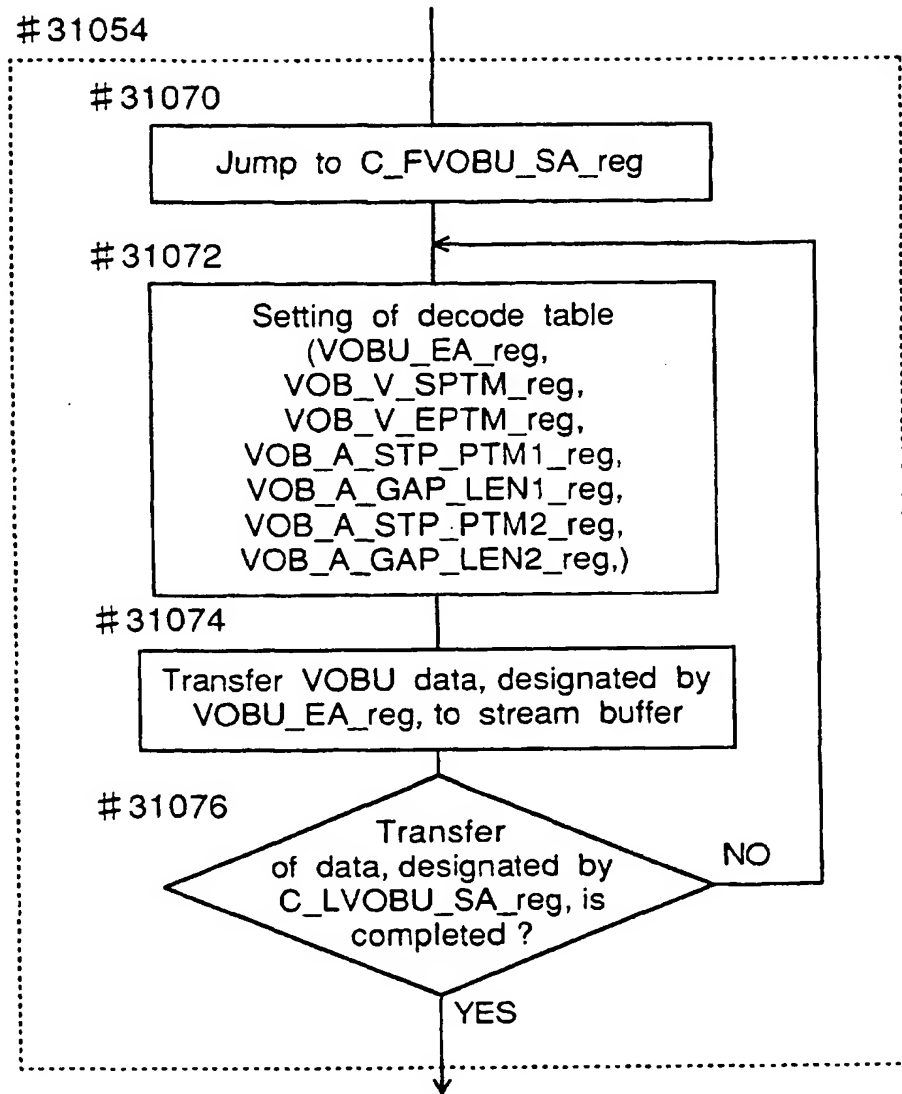 #31054
#31070
Jump to C_FVOBU_SA_reg
#31072
Setting of decode table
(VOBU_EA_reg,
VOB_V_SPTM_reg,
VOB_V_EPTM_reg,
VOB_A_STP_PTM1_reg,
VOB_A_GAP_LEN1_reg,
VOB_A_STP_PTM2_reg,
VOB_A_GAP_LEN2_reg,)
#31074
Transfer VOBU data, designated by
VOBU_EA_reg, to stream buffer
#31076
Transfer
of data, designated by
C_LVOBU_SA_reg, is
completed ?
NO
YES